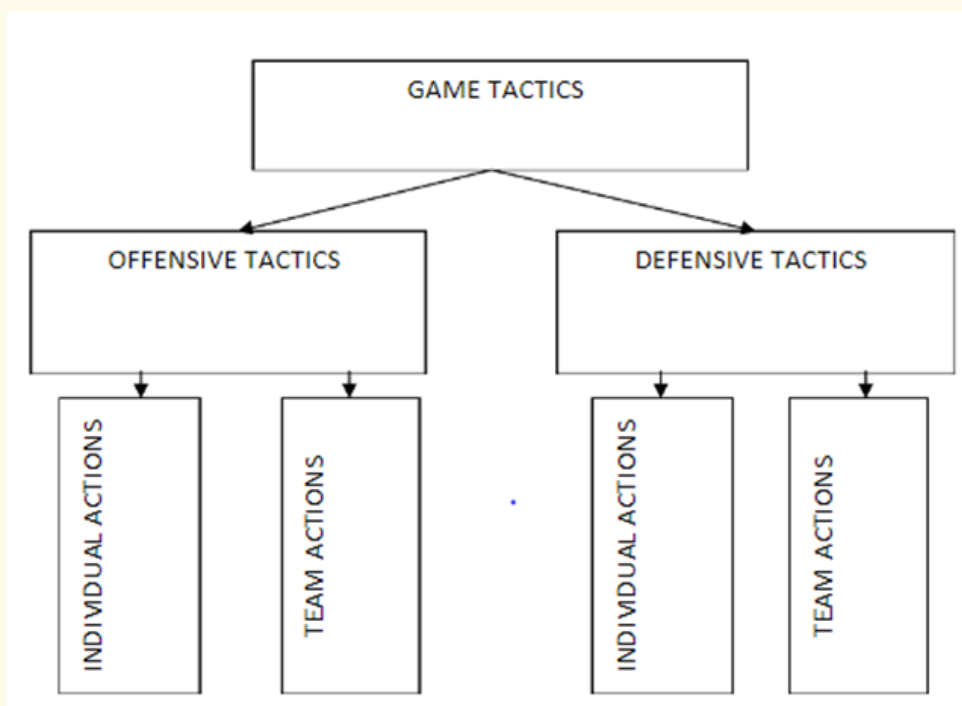 GAME TACTICS
OFFENSIVE TACTICS
DEFENSIVE TACTICS
INDIVIDUAL ACTIONS
TEAM ACTIONS
INDIVIDUAL ACTIONS
TEAM ACTIONS